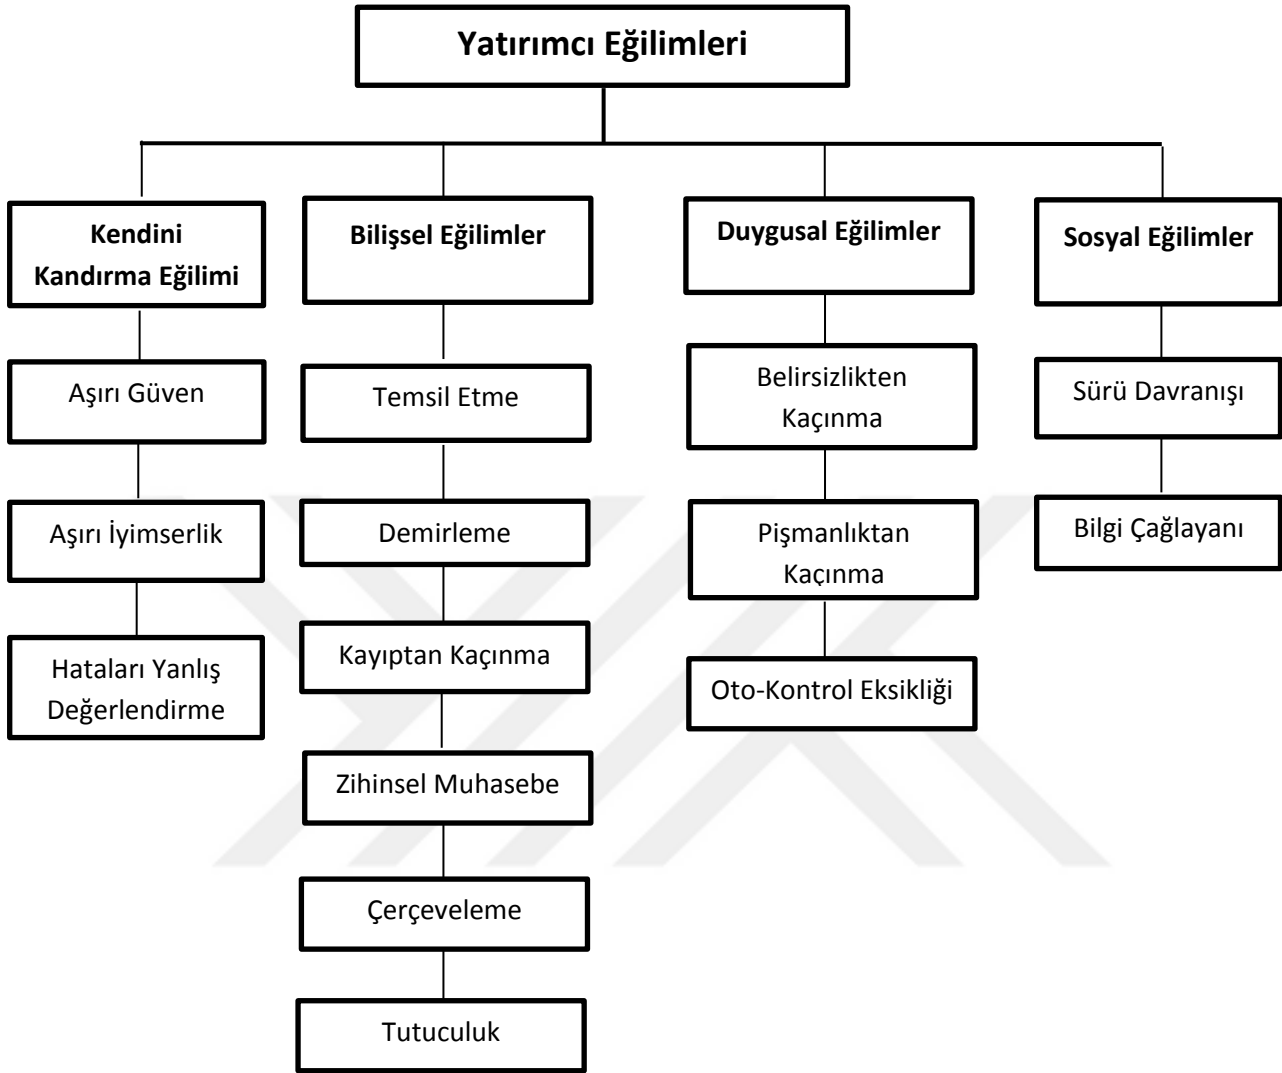 Yatırımcı Eğilimleri
Kendini
Kandırma Eğilimi
Aşırı Güven
Aşırı İyimserlik
Hataları Yanlış
Değerlendirme
Bilişsel Eğilimler
Temsil Etme
Demirleme
Kayıptan Kaçınma
Zihinsel Muhasebe
Çerçeveleme
Tutuculuk
Duygusal Eğilimler
Belirsizlikten
Kaçınma
Pişmanlıktan
Kaçınma
Oto-Kontrol Eksikliği
Sosyal Eğilimler
Sürü Davranışı
Bilgi Çağlayanı